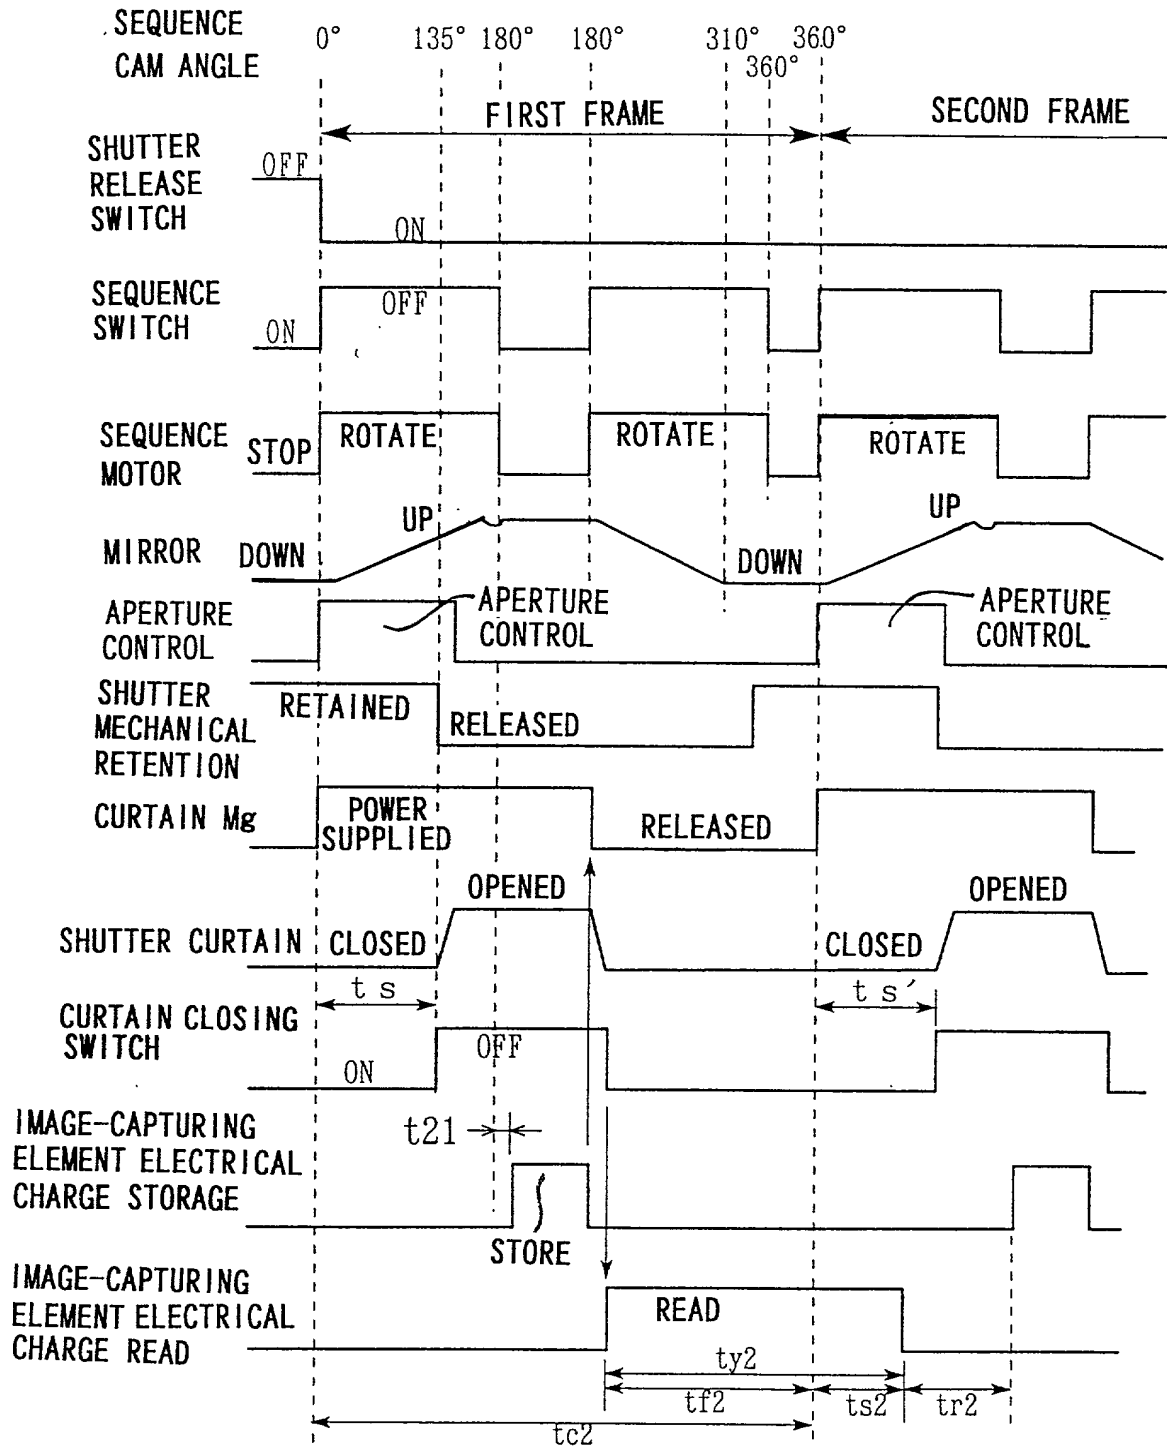 SEQUENCE
CAM ANGLE
0° 135° 180° 180° 310° 360°
360°
FIRST FRAME
SECOND FRAME
SHUTTER
RELEASE
SWITCH
OFF
ON
SEQUENCE
SWITCH
OFF
ON
SEQUENCE
MOTOR
STOP
ROTATE
ROTATE
ROTATE
MIRROR
DOWN
UP
DOWN
UP
APERTURE
CONTROL
APERTURE
CONTROL
APERTURE
CONTROL
SHUTTER
MECHANICAL
RETENTION
RETAINED
RELEASED
CURTAIN Mg
POWER
SUPPLIED
RELEASED
SHUTTER CURTAIN
CLOSED
OPENED
CLOSED
OPENED
ts
ts′
CURTAIN CLOSING
SWITCH
ON
OFF
t21
IMAGE-CAPTURING
ELEMENT ELECTRICAL
CHARGE STORAGE
STORE
IMAGE-CAPTURING
ELEMENT ELECTRICAL
CHARGE READ
READ
ty2
tf2
ts2
tr2
tc2